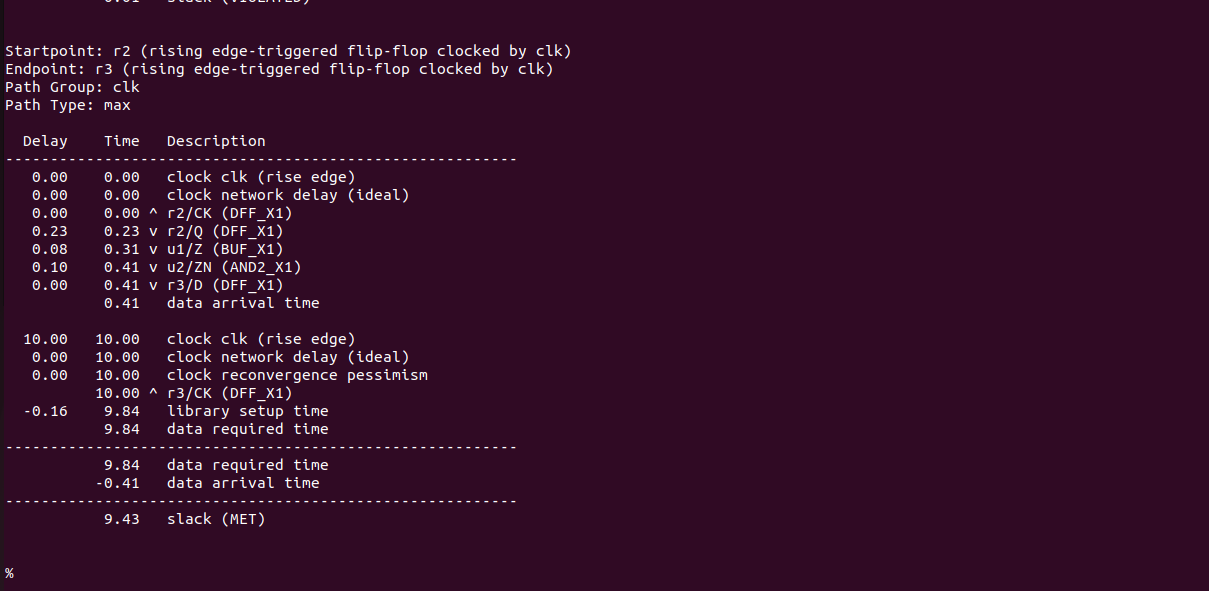 Startpoint: r2 (rising edge-triggered flip-flop clocked by clk)
Endpoint: r3 (rising edge-triggered flip-flop clocked by clk)
Path Group: clk
Path Type: max
  Delay    Time   Description
---------------------------------------------------------
   0.00    0.00   clock clk (rise edge)
   0.00    0.00   clock network delay (ideal)
   0.00    0.00 ^ r2/CK (DFF_X1)
   0.23    0.23 v r2/Q (DFF_X1)
   0.08    0.31 v u1/Z (BUF_X1)
   0.10    0.41 v u2/ZN (AND2_X1)
   0.00    0.41 v r3/D (DFF_X1)
           0.41   data arrival time
  10.00   10.00   clock clk (rise edge)
   0.00   10.00   clock network delay (ideal)
   0.00   10.00   clock reconvergence pessimism
          10.00 ^ r3/CK (DFF_X1)
  -0.16    9.84   library setup time
           9.84   data required time
---------------------------------------------------------
           9.84   data required time
          -0.41   data arrival time
---------------------------------------------------------
           9.43   slack (MET)
%